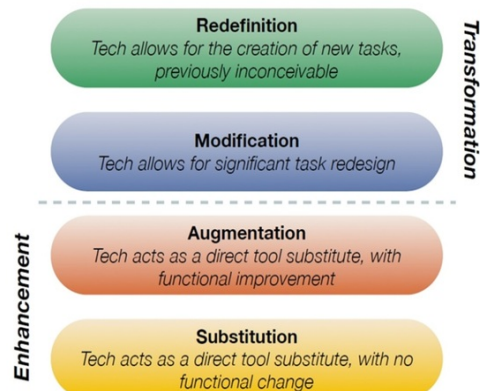 Redefinition
Tech allows for the creation of new tasks,
previously inconceivable
Transformation
Modification
Tech allows for significant task redesign
Augmentation
Tech acts as a direct tool substitute, with
functional improvement
Enhancement
Substitution
Tech acts as a direct tool substitute, with no
functional change